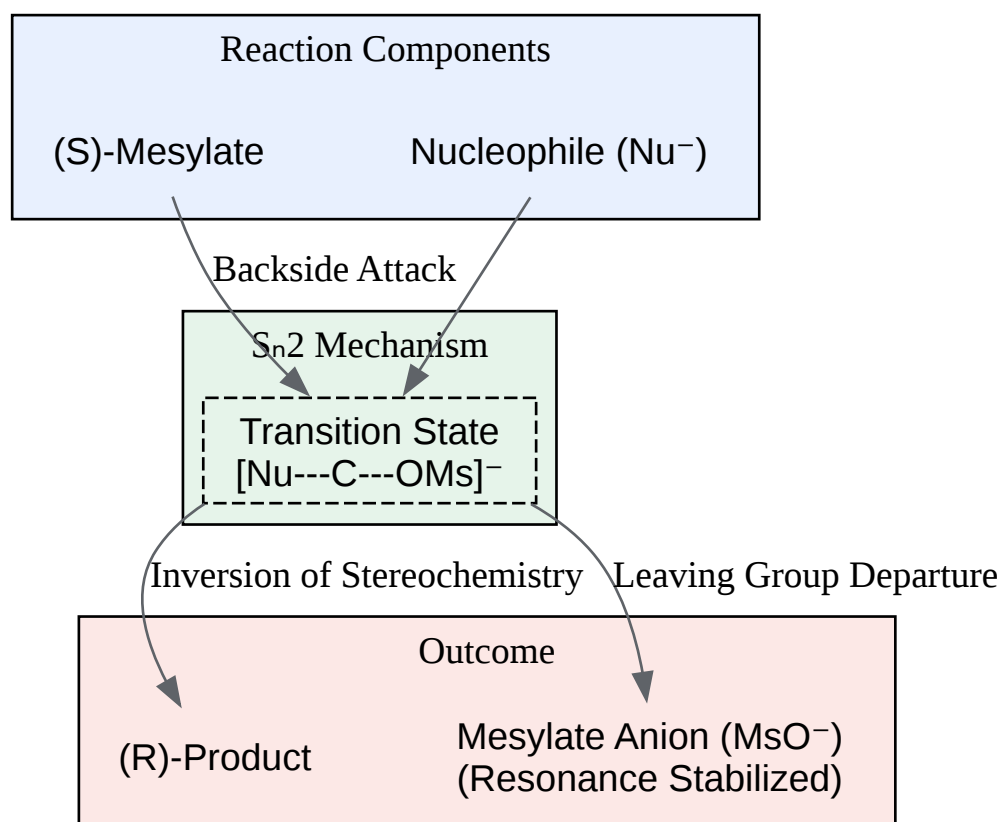 Reaction Components
(S)-Mesylate
Nucleophile (Nu⁻)
Backside Attack
Sₙ2 Mechanism
Transition State
[Nu---C---OMs]⁻
Inversion of Stereochemistry
Leaving Group Departure
Outcome
(R)-Product
Mesylate Anion (MsO⁻)
(Resonance Stabilized)